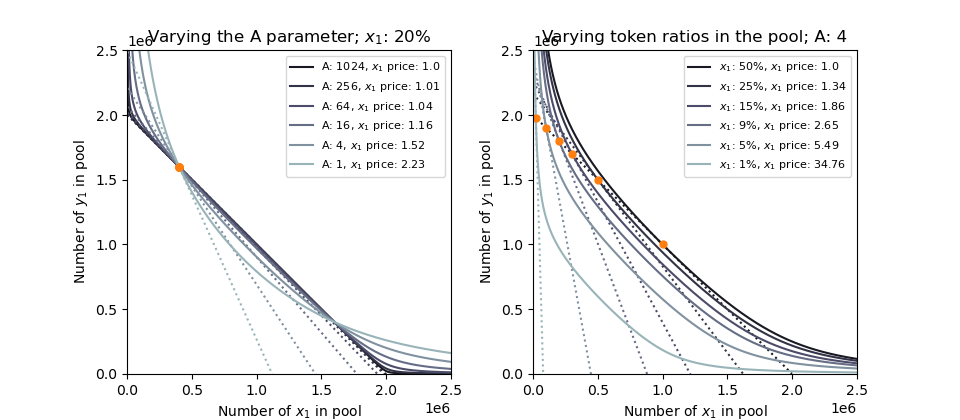 Varying the A parameter; x₁: 20%
1e6
2.5
2.0
1.5
1.0
0.5
0.0
Number of y₁ in pool
A: 1024, x₁ price: 1.0
A: 256, x₁ price: 1.01
A: 64, x₁ price: 1.04
A: 16, x₁ price: 1.16
A: 4, x₁ price: 1.52
A: 1, x₁ price: 2.23
0.0 0.5 1.0 1.5 2.0 2.5
Number of x₁ in pool
1e6
Varying token ratios in the pool; A: 4
1e6
2.5
2.0
1.5
1.0
0.5
0.0
Number of y₁ in pool
x₁: 50%, x₁ price: 1.0
x₁: 25%, x₁ price: 1.34
x₁: 15%, x₁ price: 1.86
x₁: 9%, x₁ price: 2.65
x₁: 5%, x₁ price: 5.49
x₁: 1%, x₁ price: 34.76
0.0 0.5 1.0 1.5 2.0 2.5
Number of x₁ in pool
1e6